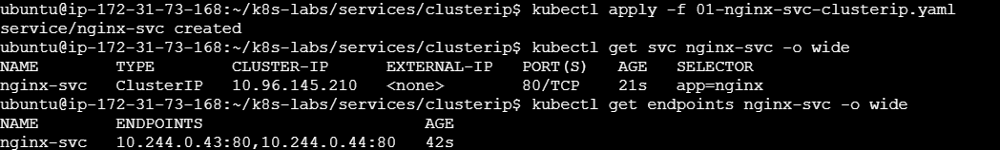 ubuntu@ip-172-31-73-168:~/k8s-labs/services/clusterip$ kubectl apply -f 01-nginx-svc-clusterip.yaml
service/nginx-svc created
ubuntu@ip-172-31-73-168:~/k8s-labs/services/clusterip$ kubectl get svc nginx-svc -o wide
NAME        TYPE        CLUSTER-IP      EXTERNAL-IP   PORT(S)   AGE   SELECTOR
nginx-svc   ClusterIP   10.96.145.210   <none>        80/TCP    21s   app=nginx
ubuntu@ip-172-31-73-168:~/k8s-labs/services/clusterip$ kubectl get endpoints nginx-svc -o wide
NAME        ENDPOINTS                       AGE
nginx-svc   10.244.0.43:80,10.244.0.44:80   42s